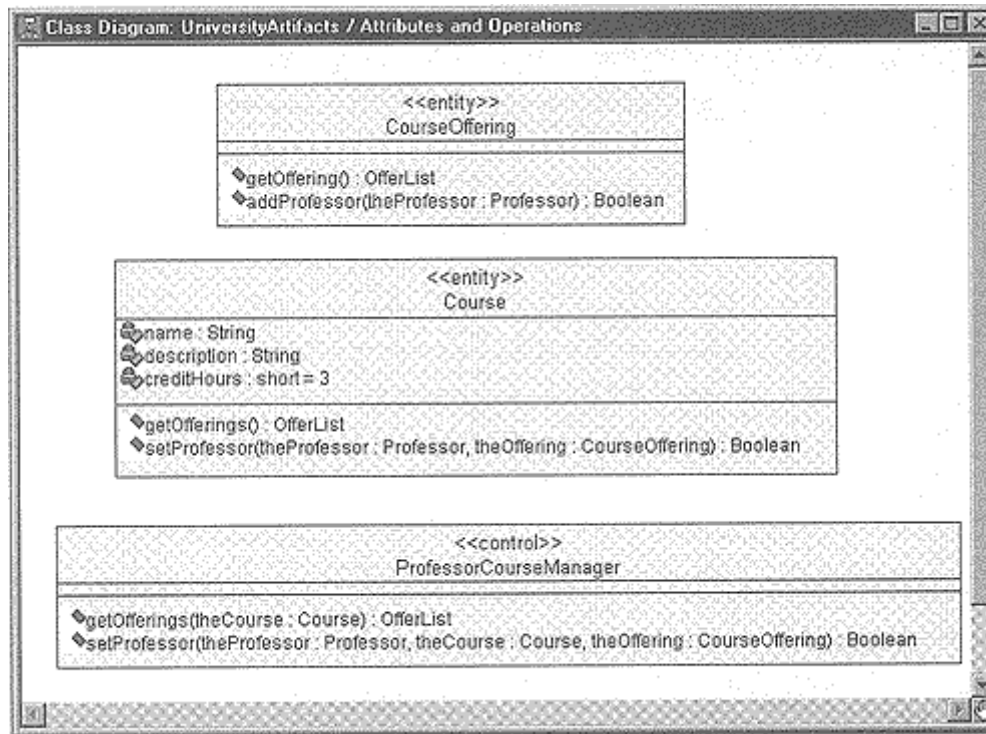 Class Diagram: UniversityArtifacts / Attributes and Operations
<<entity>>
CourseOffering
getOffering() : OfferList
addProfessor(theProfessor : Professor) : Boolean
<<entity>>
Course
name : String
description : String
creditHours : short = 3
getOfferings() : OfferList
setProfessor(theProfessor : Professor, theOffering : CourseOffering) : Boolean
<<control>>
ProfessorCourseManager
getOfferings(theCourse : Course) : OfferList
setProfessor(theProfessor : Professor, theCourse : Course, theOffering : CourseOffering) : Boolean